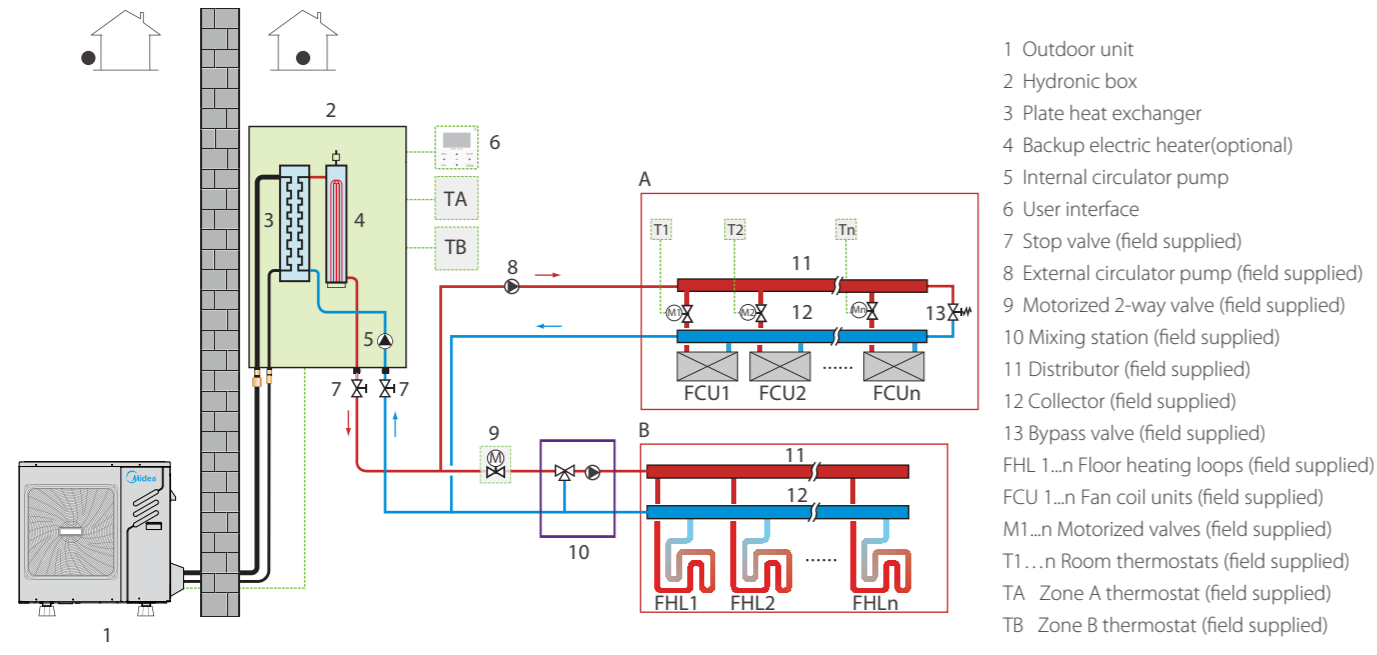 2
6
TA
TB
3
4
5
7
7
Midea
1
A
T1
T2
Tn
8
11
M1
M2
Mn
12
13
FCU1
FCU2
......
FCUn
B
9
M
11
12
10
FHL1
FHL2
......
FHLn
1 Outdoor unit
2 Hydronic box
3 Plate heat exchanger
4 Backup electric heater(optional)
5 Internal circulator pump
6 User interface
7 Stop valve (field supplied)
8 External circulator pump (field supplied)
9 Motorized 2-way valve (field supplied)
10 Mixing station (field supplied)
11 Distributor (field supplied)
12 Collector (field supplied)
13 Bypass valve (field supplied)
FHL 1...n Floor heating loops (field supplied)
FCU 1...n Fan coil units (field supplied)
M1...n Motorized valves (field supplied)
T1...n Room thermostats (field supplied)
TA Zone A thermostat (field supplied)
TB Zone B thermostat (field supplied)